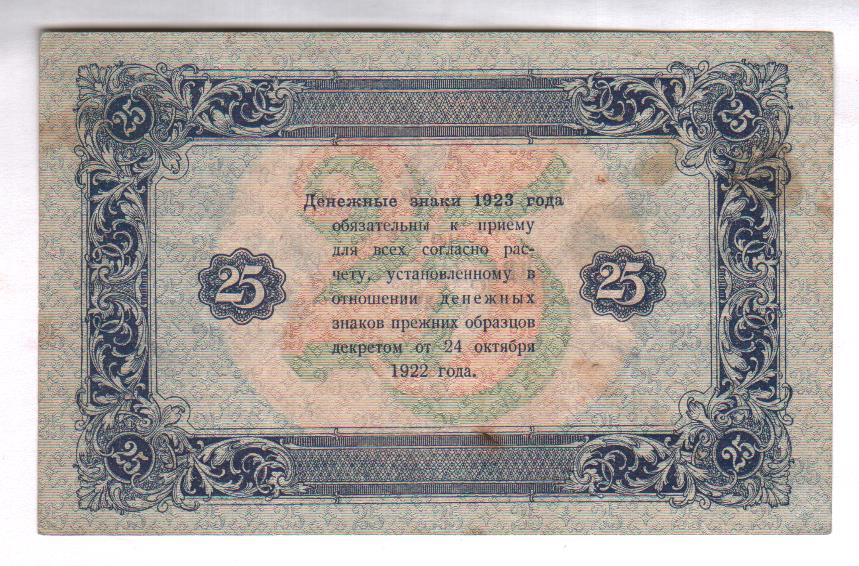 25 25
Денежные знаки 1923 года
обязательны к приему
для всех, согласно рас-
чету, установленному в
отношении денежных
знаков прежних образцов
декретом от 24 октября
1922 года.
25 25
25
25 25